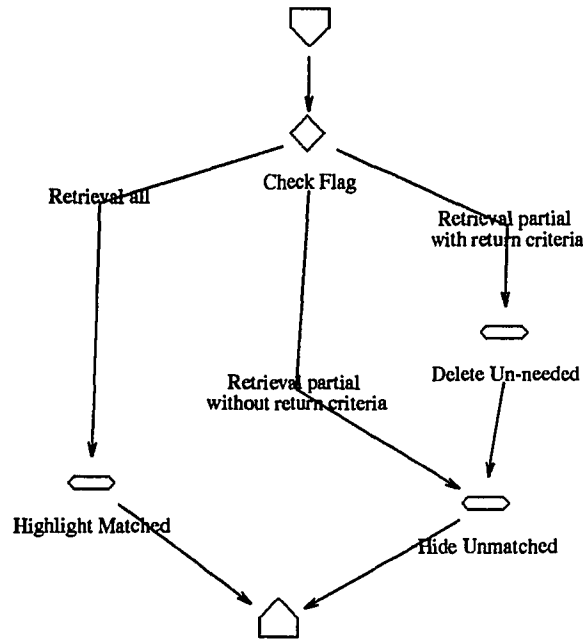 Check Flag
Retrieval all
Retrieval partial
with return criteria
Delete Un-needed
Retrieval partial
without return criteria
Highlight Matched
Hide Unmatched